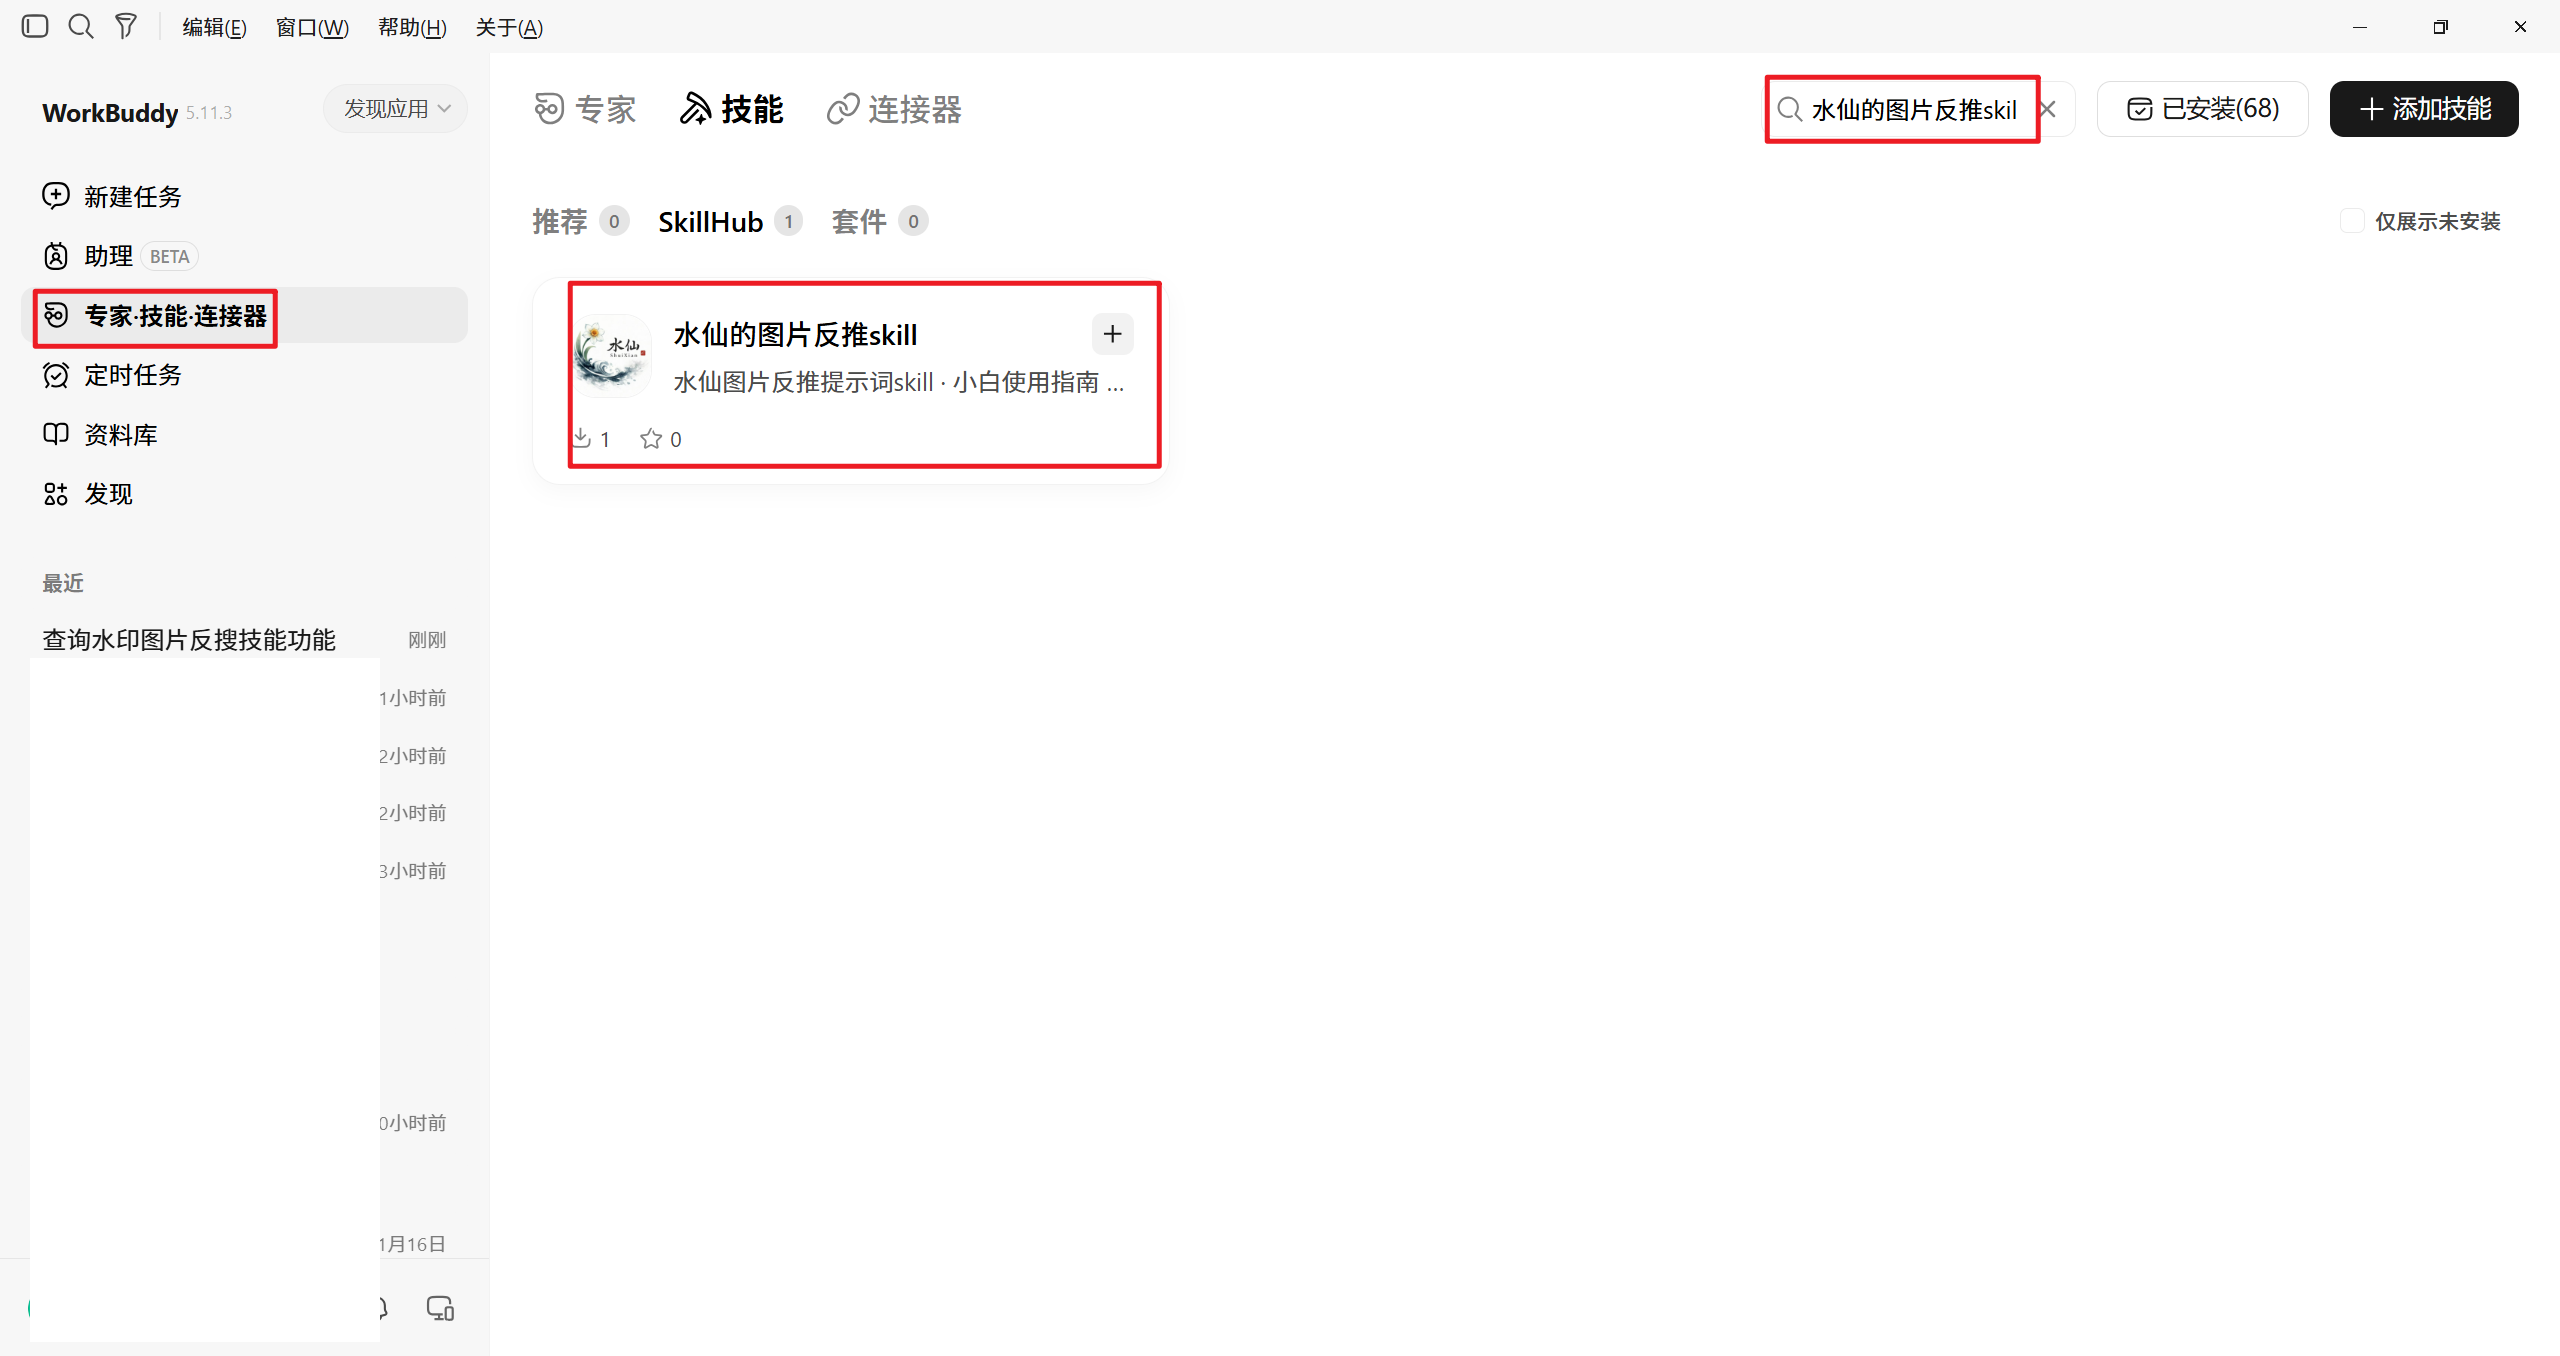 编辑(E) 窗口(W) 帮助(H) 关于(A)
WorkBuddy 5.11.3 发现应用
新建任务
助理 BETA
专家·技能·连接器
定时任务
资料库
发现
最近
查询水印图片反搜技能功能 刚刚
1小时前
2小时前
2小时前
3小时前
0小时前
1月16日
专家 技能 连接器
水仙的图片反推skil
已安装(68)
添加技能
推荐 0 SkillHub 1 套件 0
仅展示未安装
水仙
ShuiXian
水仙的图片反推skill
水仙图片反推提示词skill · 小白使用指南 ...
1 0